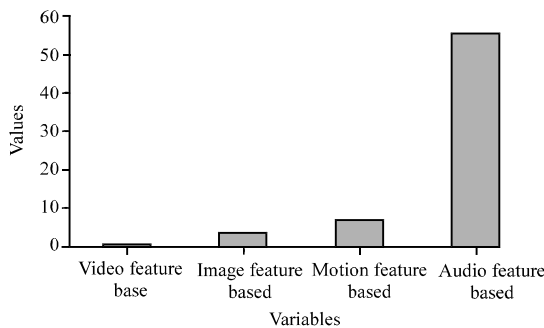 60
50
40
30
20
10
0
Values
Video feature
base
Image feature
based
Motion feature
based
Audio feature
based
Variables